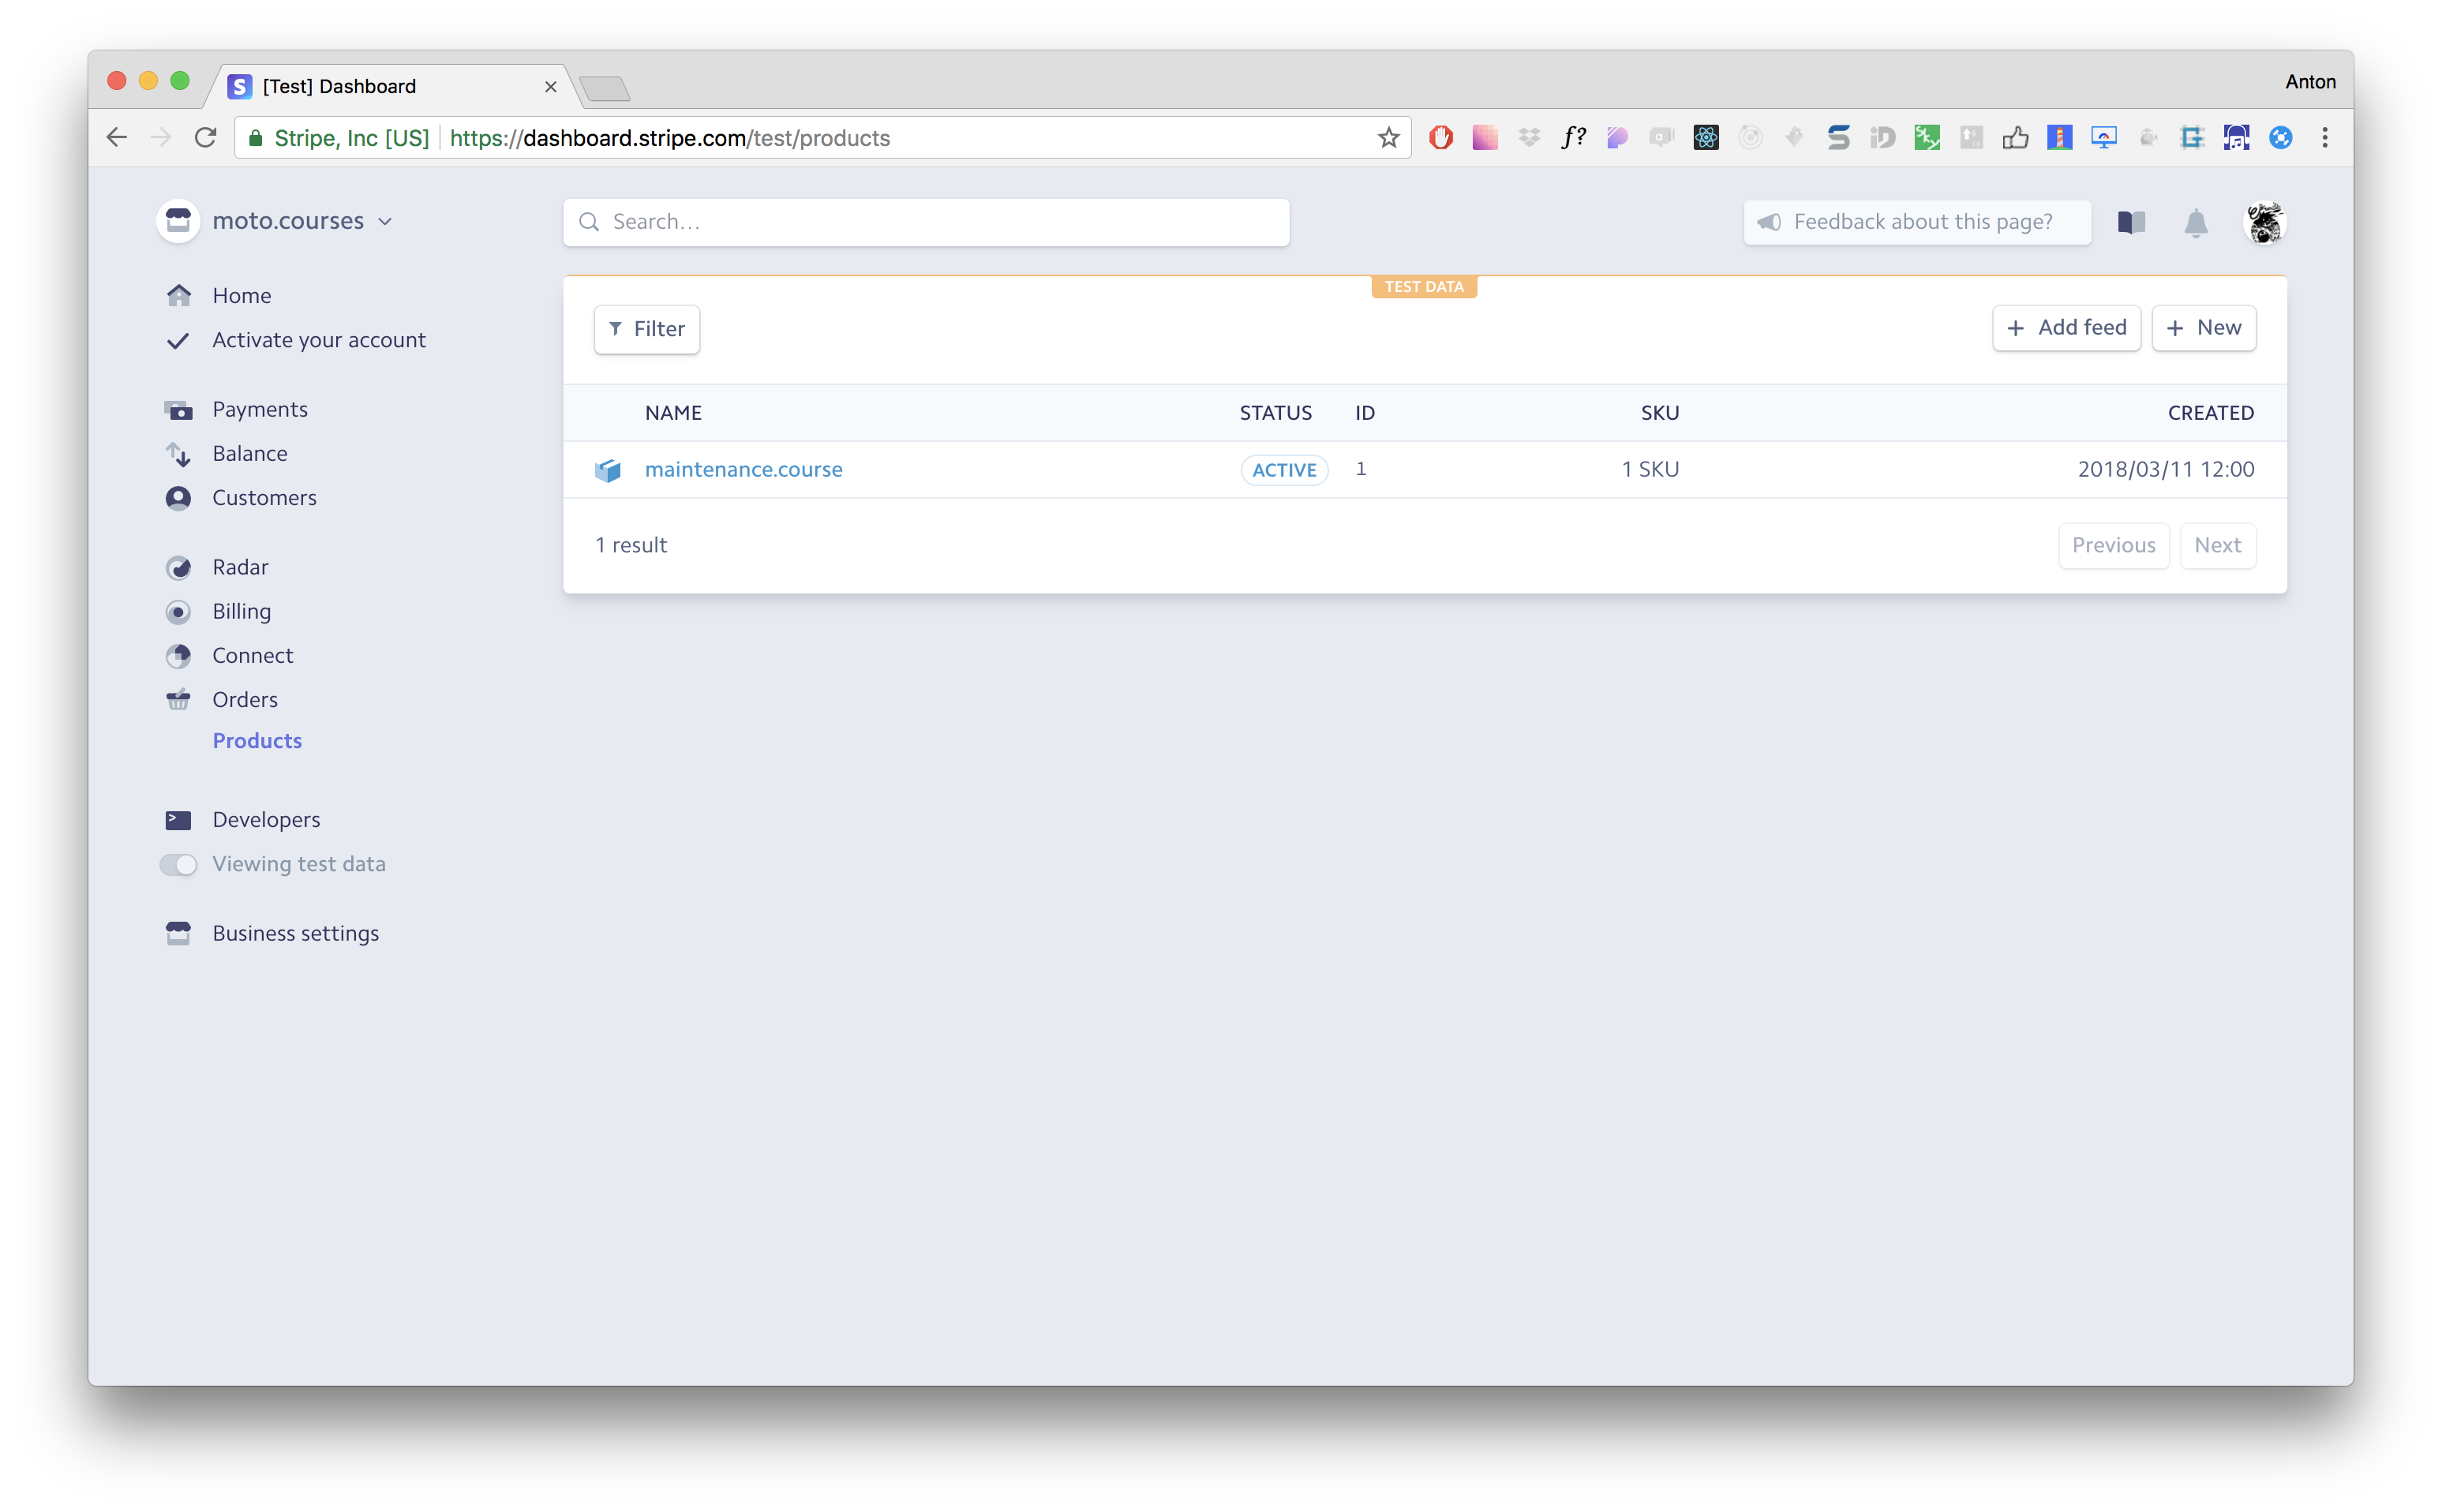 [Test] Dashboard
Anton
Stripe, Inc [US] https://dashboard.stripe.com/test/products
f?
moto.courses
Search...
Feedback about this page?
Home
Activate your account
Payments
Balance
Customers
Radar
Billing
Connect
Orders
Products
Developers
Viewing test data
Business settings
TEST DATA
Filter
+ Add feed
+ New
NAME STATUS ID SKU CREATED
maintenance.course ACTIVE 1 1 SKU 2018/03/11 12:00
1 result
Previous
Next